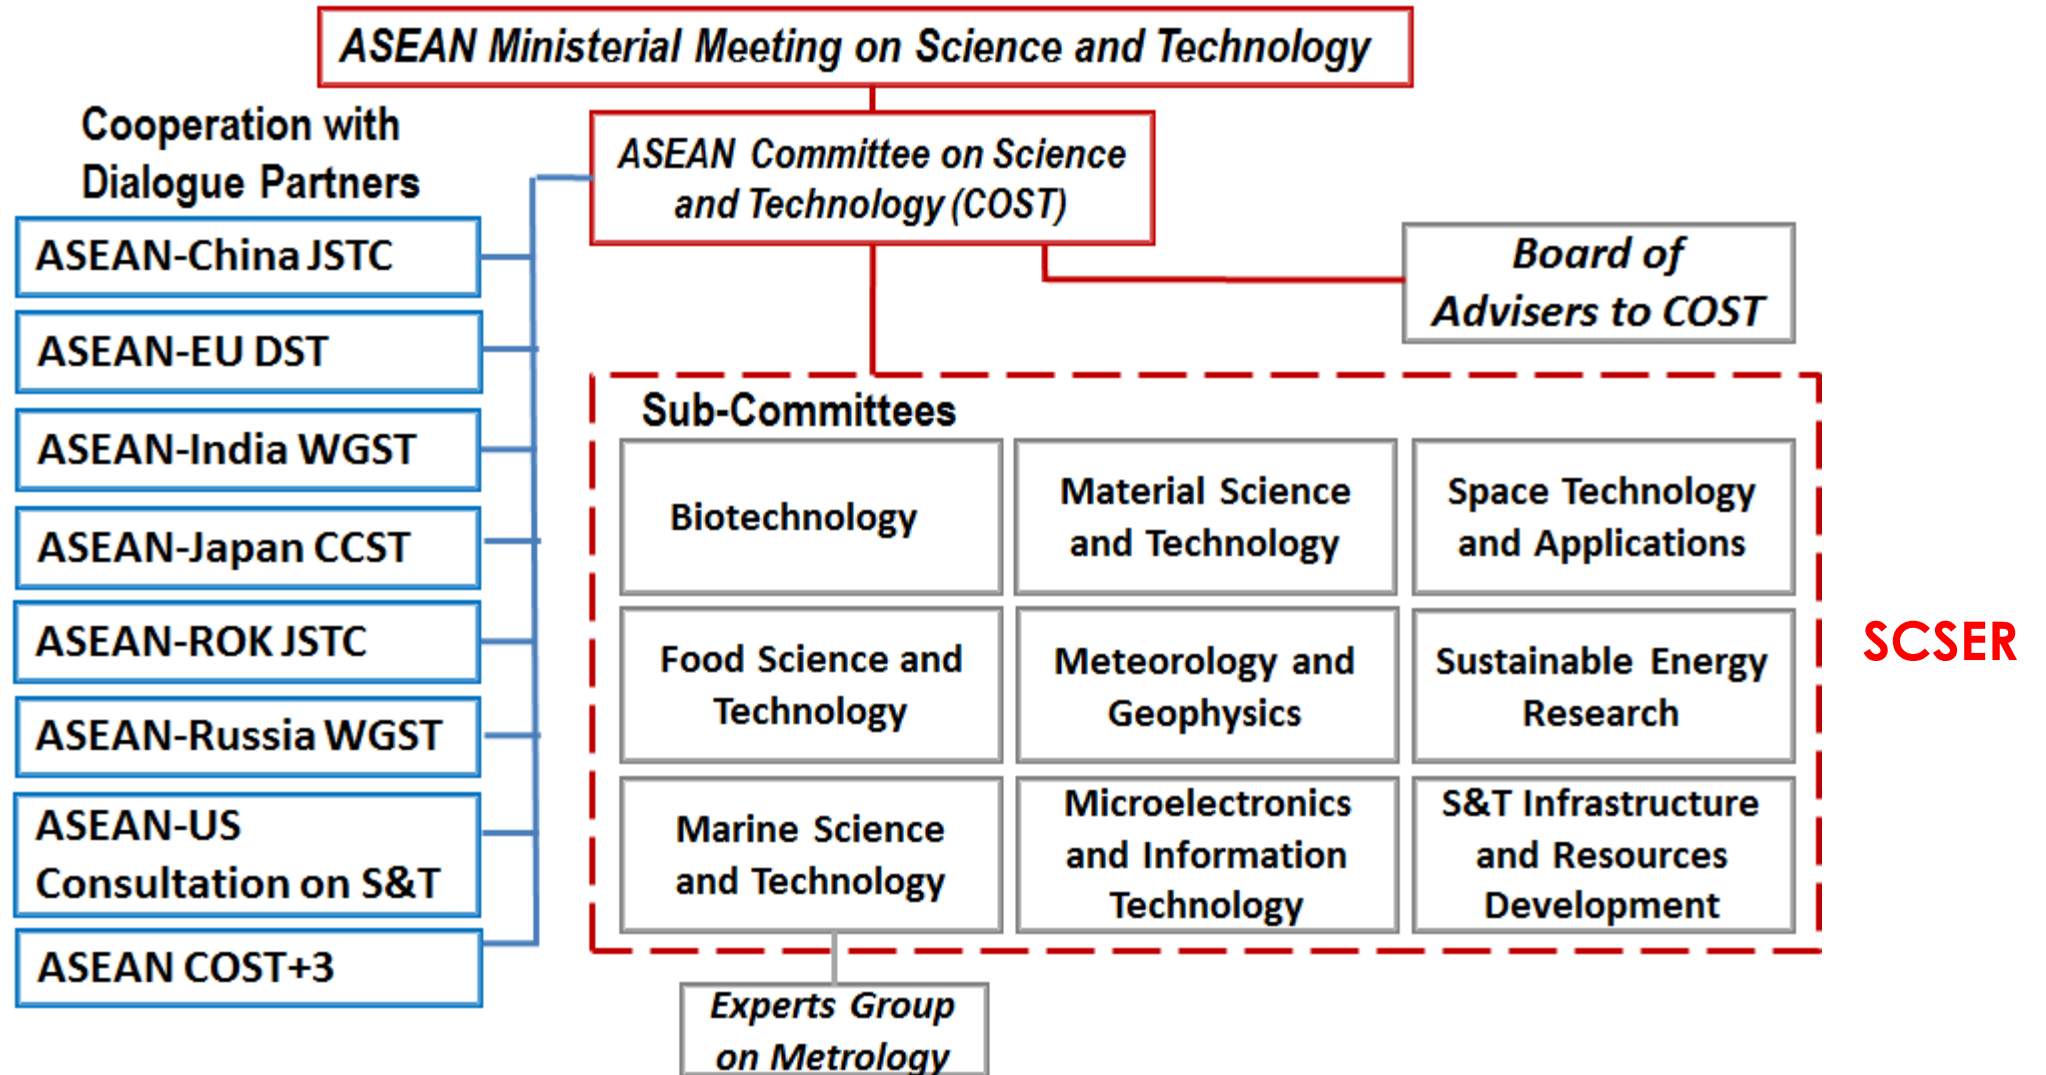 ASEAN Ministerial Meeting on Science and Technology
Cooperation with
Dialogue Partners
ASEAN Committee on Science
and Technology (COST)
ASEAN-China JSTC
ASEAN-EU DST
ASEAN-India WGST
ASEAN-Japan CCST
ASEAN-ROK JSTC
ASEAN-Russia WGST
ASEAN-US
Consultation on S&T
ASEAN COST+3
Board of
Advisers to COST
Sub-Committees
Biotechnology
Material Science
and Technology
Space Technology
and Applications
Food Science and
Technology
Meteorology and
Geophysics
Sustainable Energy
Research
Marine Science
and Technology
Microelectronics
and Information
Technology
S&T Infrastructure
and Resources
Development
SCSER
Experts Group
on Metrology